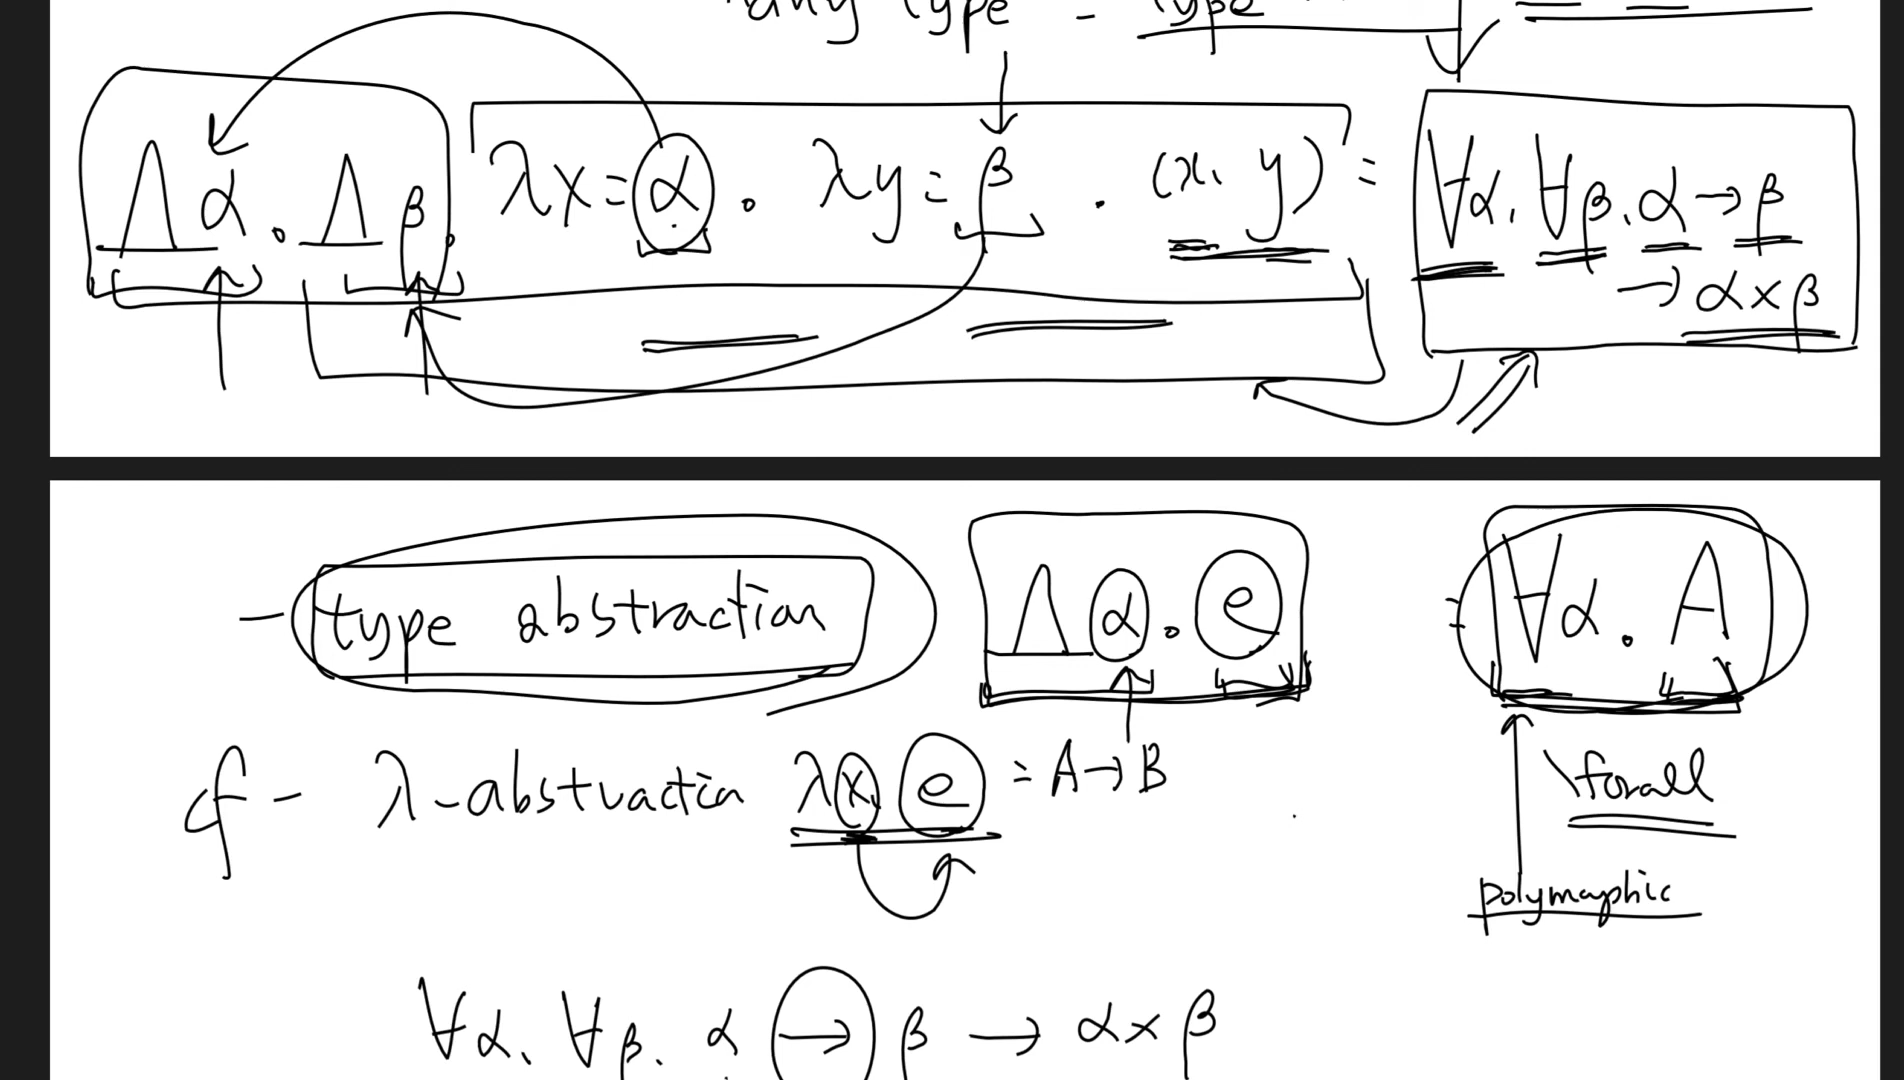 any type - type
Λα. Λβ. λx:α. λy:β. (x, y) : ∀α. ∀β. α → β
→ α × β
- type abstraction Λα.e : ∀α. A
cf - λ-abstraction λx.e : A → B \forall
polymorphic
∀α. ∀β. α → β → α × β